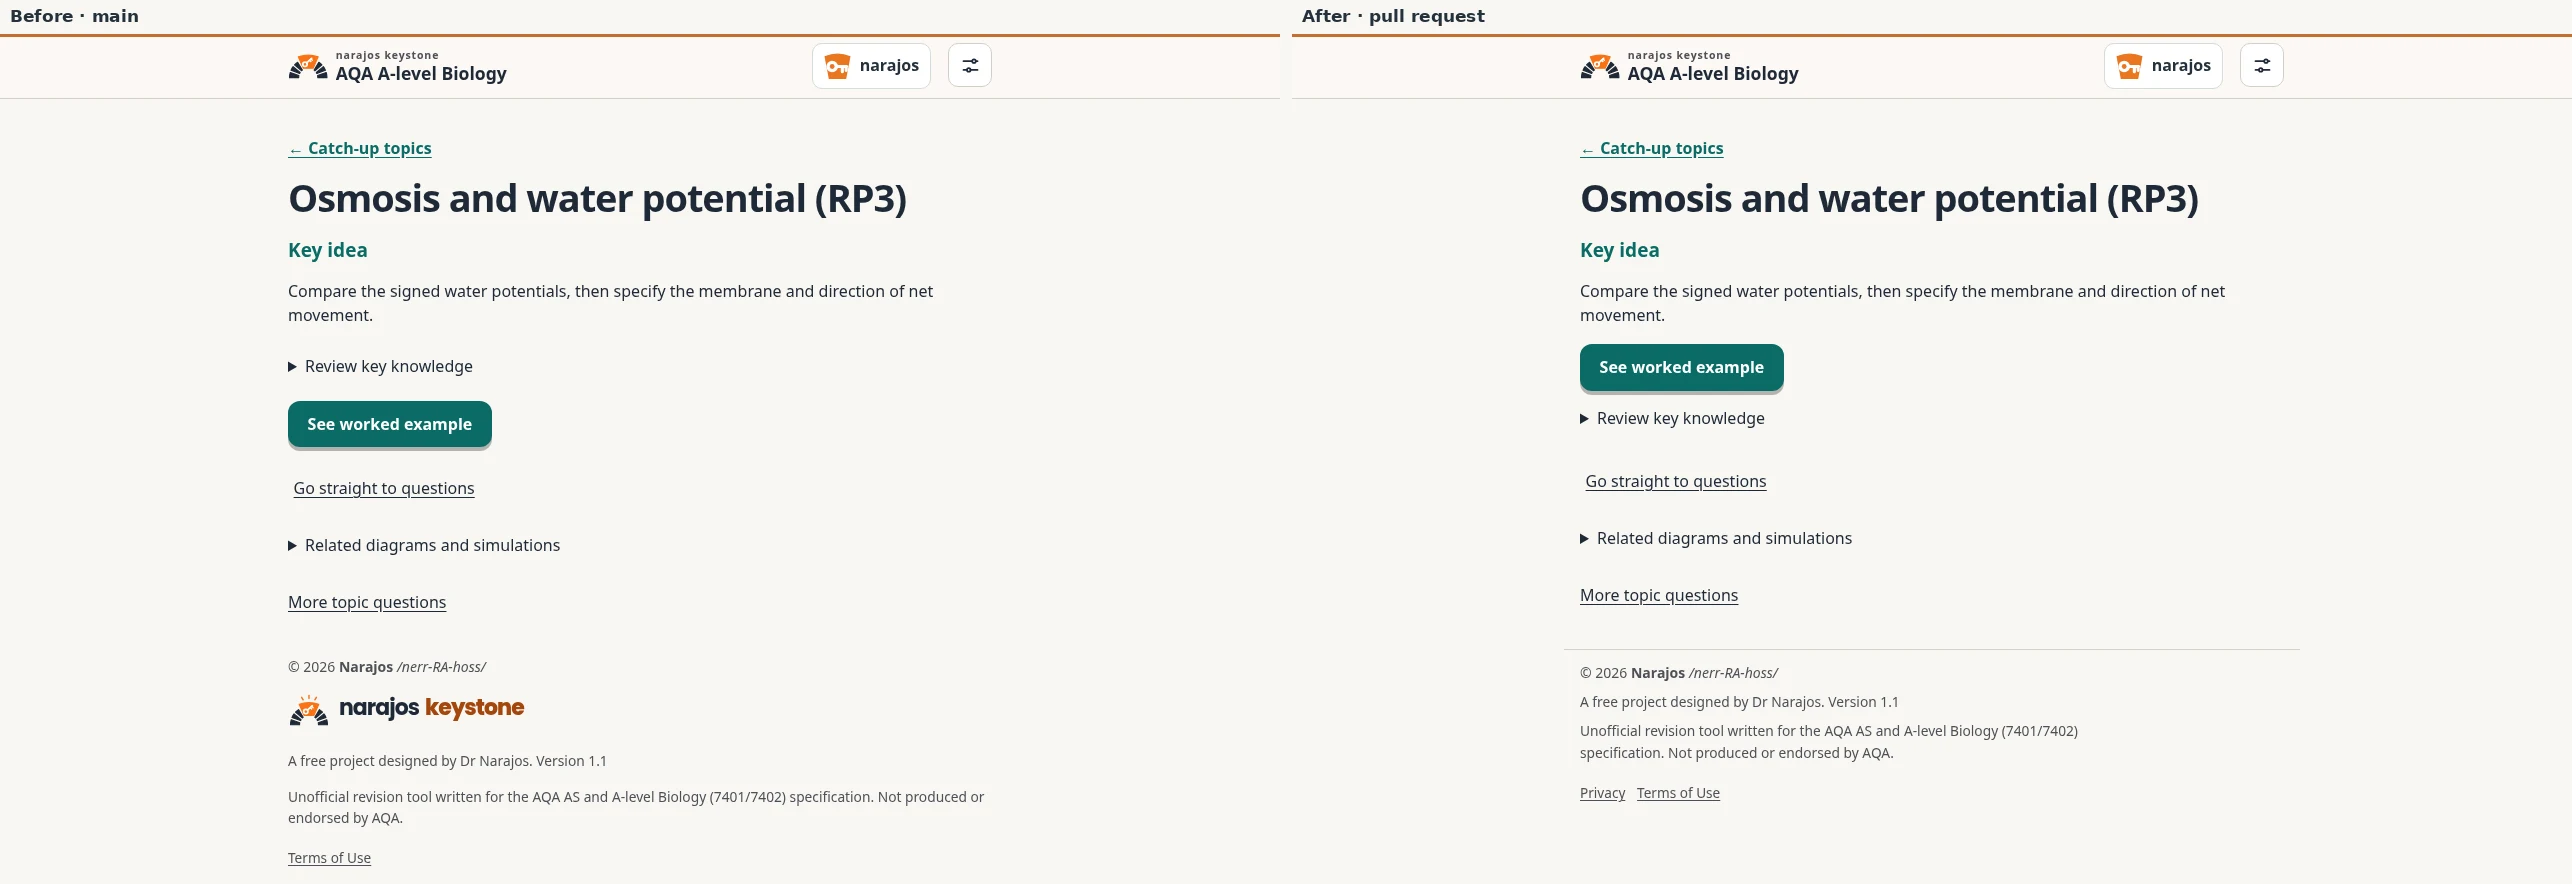 Before · main
narajos keystone
AQA A-level Biology
narajos
← Catch-up topics
Osmosis and water potential (RP3)
Key idea
Compare the signed water potentials, then specify the membrane and direction of net
movement.
Review key knowledge
See worked example
Go straight to questions
Related diagrams and simulations
More topic questions
© 2026 Narajos /nerr-RA-hoss/
narajos keystone
A free project designed by Dr Narajos. Version 1.1
Unofficial revision tool written for the AQA AS and A-level Biology (7401/7402) specification. Not produced or
endorsed by AQA.
Terms of Use
After · pull request
narajos keystone
AQA A-level Biology
narajos
← Catch-up topics
Osmosis and water potential (RP3)
Key idea
Compare the signed water potentials, then specify the membrane and direction of net
movement.
See worked example
Review key knowledge
Go straight to questions
Related diagrams and simulations
More topic questions
© 2026 Narajos /nerr-RA-hoss/
A free project designed by Dr Narajos. Version 1.1
Unofficial revision tool written for the AQA AS and A-level Biology (7401/7402)
specification. Not produced or endorsed by AQA.
Privacy Terms of Use